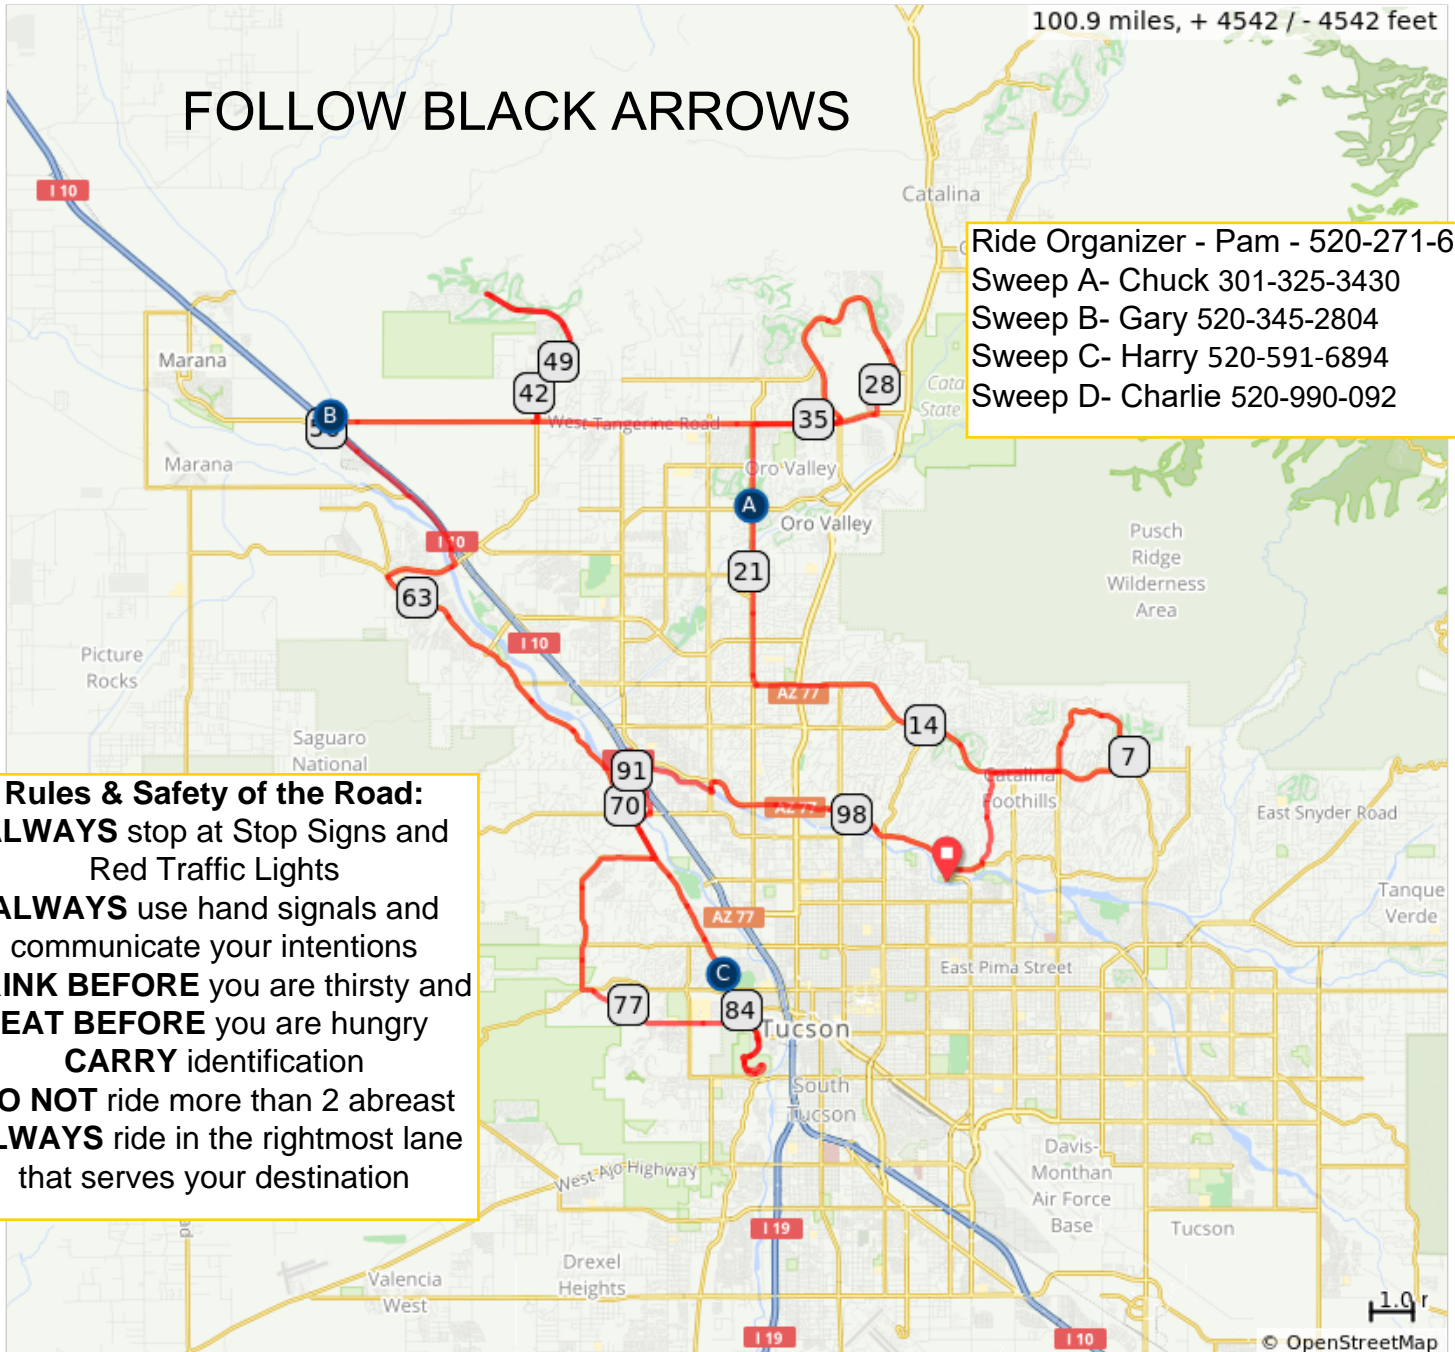 100.9 miles, + 4542 / - 4542 feet
FOLLOW BLACK ARROWS
I 10
Catalina
Ride Organizer - Pam - 520-271-6
Sweep A- Chuck 301-325-3430
Sweep B- Gary 520-345-2804
Sweep C- Harry 520-591-6894
Sweep D- Charlie 520-990-092
Marana
49
42
28
Cata
State
B
35
West Tangerine Road
Marana
Oro Valley
A
Oro Valley
I 10
21
Pusch
Ridge
Wilderness
Area
63
I 10
Picture
Rocks
AZ 77
14
7
Saguaro
National
91
70
Catalina
Foothills
AZ 77
98
East Snyder Road
Rules & Safety of the Road:
ALWAYS stop at Stop Signs and
Red Traffic Lights
ALWAYS use hand signals and
communicate your intentions
RINK BEFORE you are thirsty and
EAT BEFORE you are hungry
CARRY identification
O NOT ride more than 2 abreast
LWAYS ride in the rightmost lane
that serves your destination
Tanque
Verde
AZ 77
East Pima Street
C
77
84
Tucson
South
Tucson
West Ajo Highway
Davis-
Monthan
Air Force
Base
Tucson
I 19
Drexel
Heights
Valencia
West
1.0 r
I 19
I 10
© OpenStreetMap